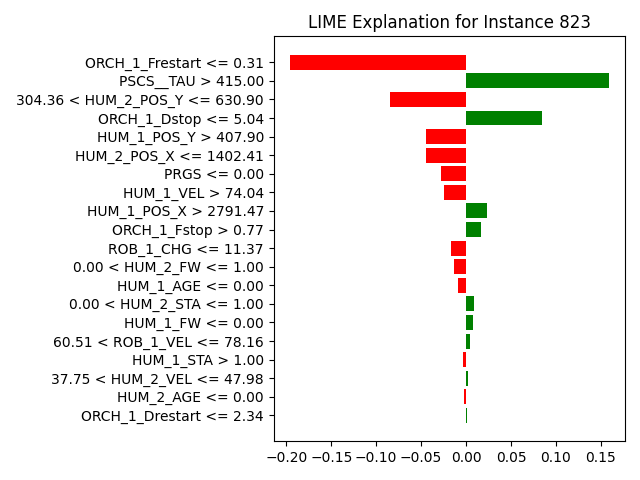 LIME Explanation for Instance 823
ORCH_1_Frestart <= 0.31
PSCS__TAU > 415.00
304.36 < HUM_2_POS_Y <= 630.90
ORCH_1_Dstop <= 5.04
HUM_1_POS_Y > 407.90
HUM_2_POS_X <= 1402.41
PRGS <= 0.00
HUM_1_VEL > 74.04
HUM_1_POS_X > 2791.47
ORCH_1_Fstop > 0.77
ROB_1_CHG <= 11.37
0.00 < HUM_2_FW <= 1.00
HUM_1_AGE <= 0.00
0.00 < HUM_2_STA <= 1.00
HUM_1_FW <= 0.00
60.51 < ROB_1_VEL <= 78.16
HUM_1_STA > 1.00
37.75 < HUM_2_VEL <= 47.98
HUM_2_AGE <= 0.00
ORCH_1_Drestart <= 2.34
−0.20 −0.15 −0.10 −0.05 0.00 0.05 0.10 0.15